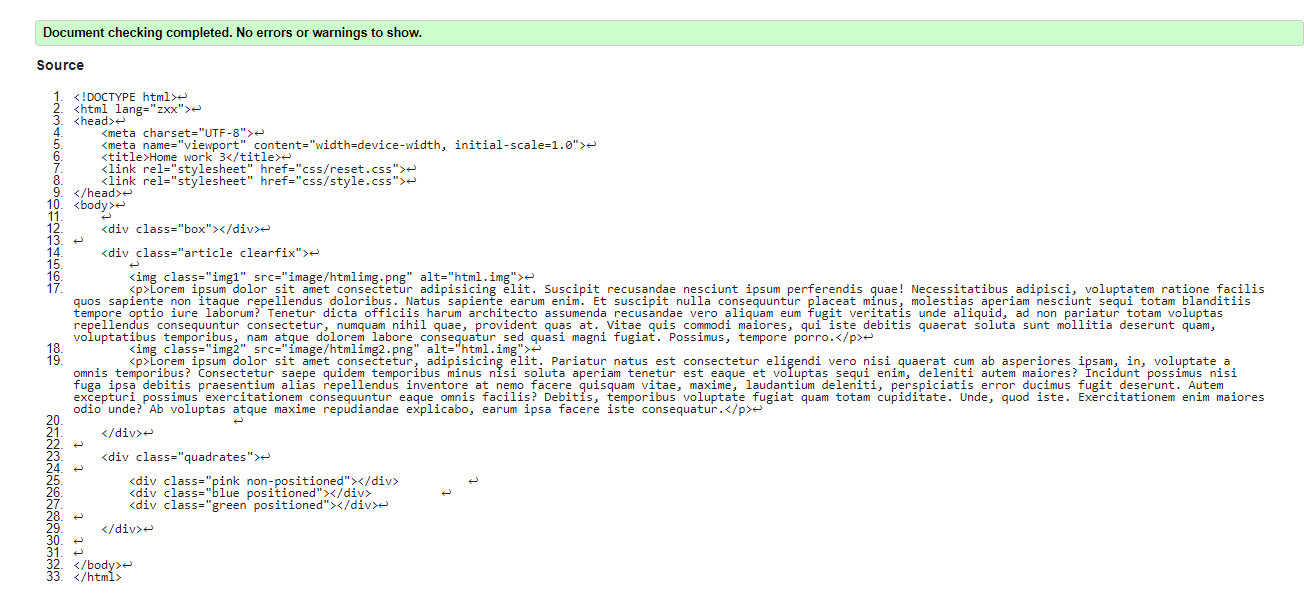 Document checking completed. No errors or warnings to show.
Source
1. <!DOCTYPE html>↩
2. <html lang="zxx">↩
3. <head>↩
4.     <meta charset="UTF-8">↩
5.     <meta name="viewport" content="width=device-width, initial-scale=1.0">↩
6.     <title>Home work 3</title>↩
7.     <link rel="stylesheet" href="css/reset.css">↩
8.     <link rel="stylesheet" href="css/style.css">↩
9. </head>↩
10. <body>↩
11.     ↩
12.     <div class="box"></div>↩
13. ↩
14.     <div class="article clearfix">↩
15.         ↩
16.         <img class="img1" src="image/htmlimg.png" alt="html.img">↩
17.         <p>Lorem ipsum dolor sit amet consectetur adipisicing elit. Suscipit recusandae nesciunt ipsum perferendis quae! Necessitatibus adipisci, voluptatem ratione facilis
quos sapiente non itaque repellendus doloribus. Natus sapiente earum enim. Et suscipit nulla consequuntur placeat minus, molestias aperiam nesciunt sequi totam blanditiis
tempore optio iure laborum? Tenetur dicta officiis harum architecto assumenda recusandae vero aliquam eum fugit veritatis unde aliquid, ad non pariatur totam voluptas
repellendus consequuntur consectetur, numquam nihil quae, provident quas at. Vitae quis commodi maiores, qui iste debitis quaerat soluta sunt mollitia deserunt quam,
voluptatibus temporibus, nam atque dolorem labore consequatur sed quasi magni fugiat. Possimus, tempore porro.</p>↩
18.         <img class="img2" src="image/htmlimg2.png" alt="html.img">↩
19.         <p>Lorem ipsum dolor sit amet consectetur, adipisicing elit. Pariatur natus est consectetur eligendi vero nisi quaerat cum ab asperiores ipsam, in, voluptate a
omnis temporibus? Consectetur saepe quidem temporibus minus nisi soluta aperiam tenetur est eaque et voluptas sequi enim, deleniti autem maiores? Incidunt possimus nisi
fuga ipsa debitis praesentium alias repellendus inventore at nemo facere quisquam vitae, maxime, laudantium deleniti, perspiciatis error ducimus fugit deserunt. Autem
excepturi possimus exercitationem consequuntur eaque omnis facilis? Debitis, temporibus voluptate fugiat quam totam cupiditate. Unde, quod iste. Exercitationem enim maiores
odio unde? Ab voluptas atque maxime repudiandae explicabo, earum ipsa facere iste consequatur.</p>↩
20.                        ↩
21.     </div>↩
22. ↩
23.     <div class="quadrates">↩
24. ↩
25.         <div class="pink non-positioned"></div>          ↩
26.         <div class="blue positioned"></div>          ↩
27.         <div class="green positioned"></div>↩
28. ↩
29.     </div>↩
30. ↩
31. ↩
32. </body>↩
33. </html>